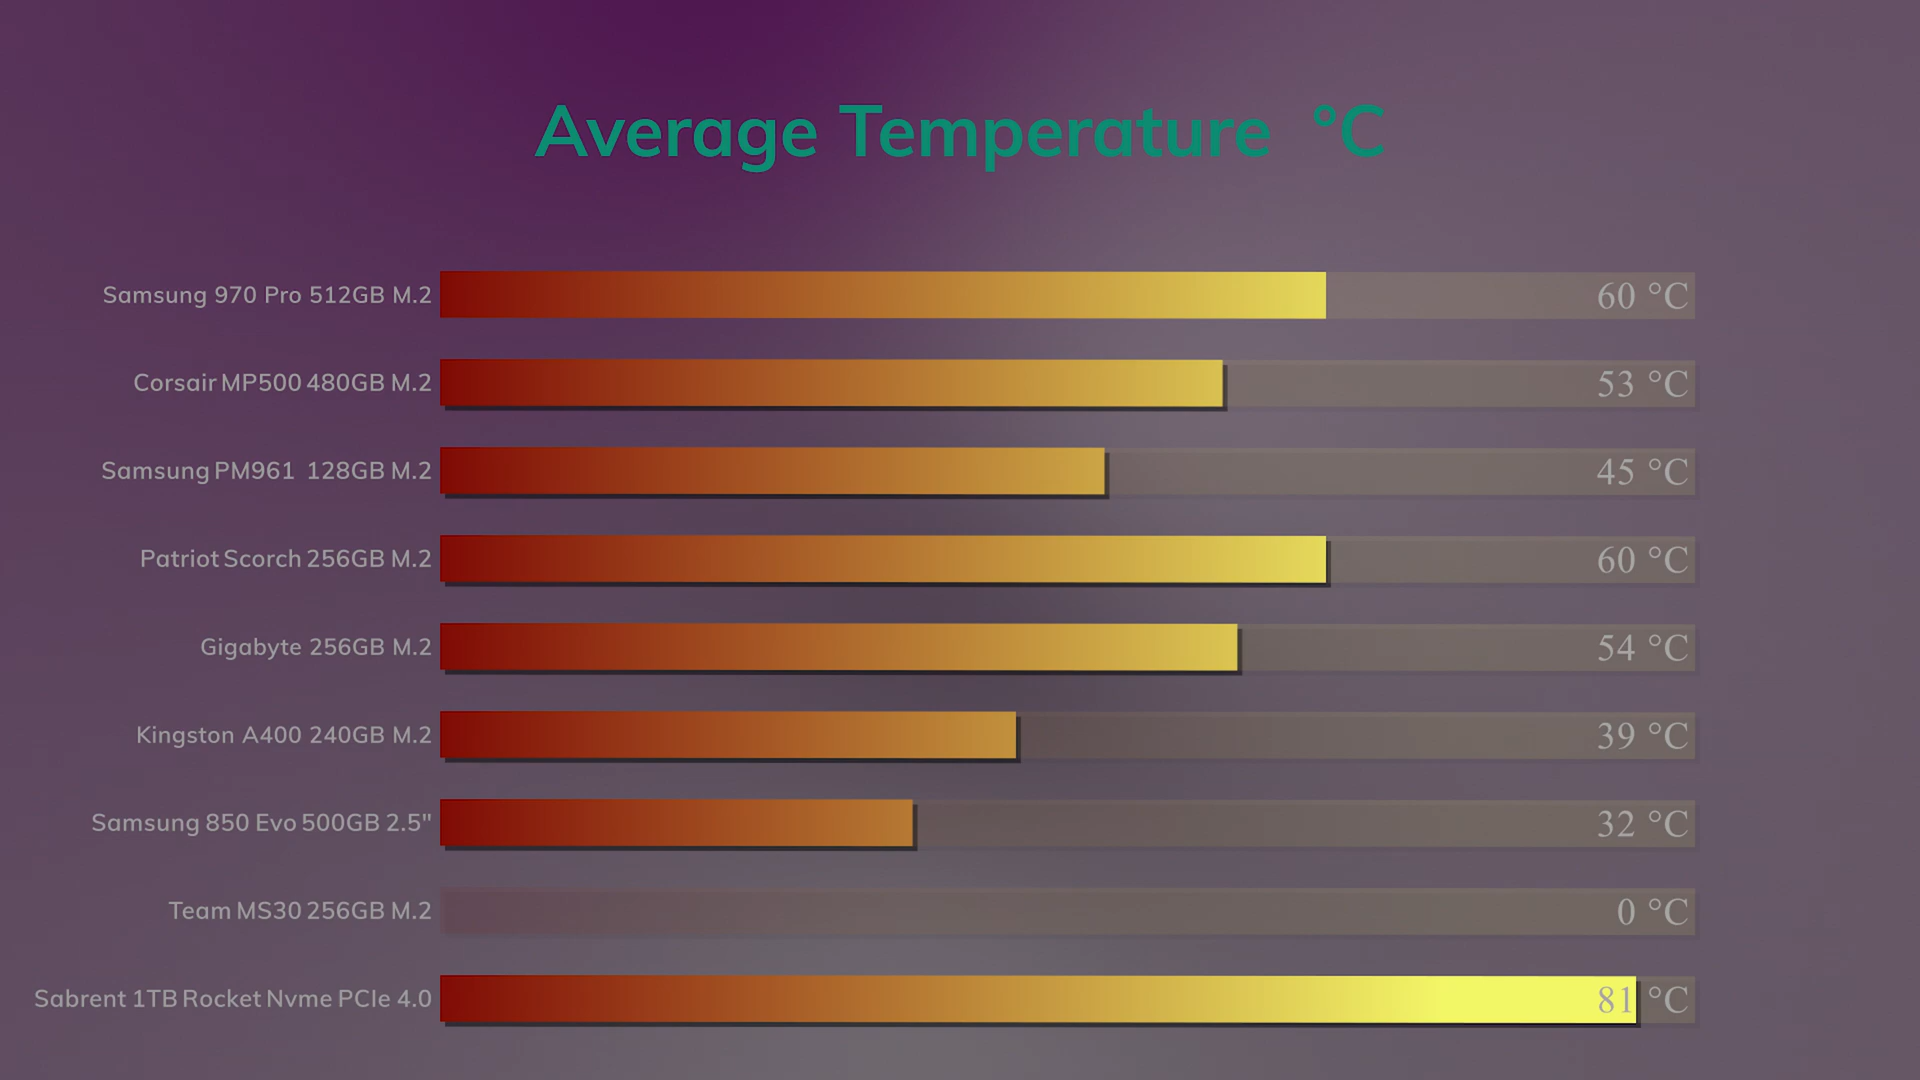 Average Temperature °C
Samsung 970 Pro 512GB M.2 60 °C
Corsair MP500 480GB M.2 53 °C
Samsung PM961 128GB M.2 45 °C
Patriot Scorch 256GB M.2 60 °C
Gigabyte 256GB M.2 54 °C
Kingston A400 240GB M.2 39 °C
Samsung 850 Evo 500GB 2.5" 32 °C
Team MS30 256GB M.2 0 °C
Sabrent 1TB Rocket Nvme PCIe 4.0 81 °C